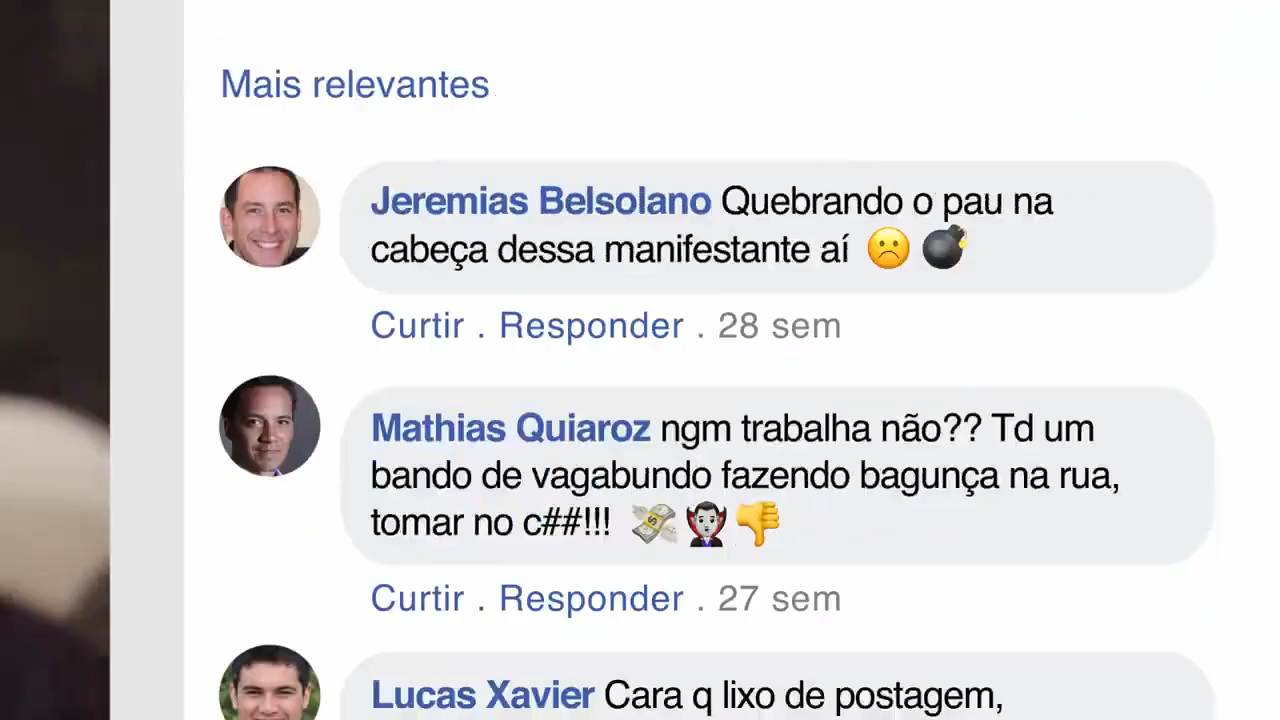 Mais relevantes
Jeremias Belsolano Quebrando o pau na
cabeça dessa manifestante aí ☹️ 💣
Curtir . Responder . 28 sem
Mathias Quiaroz ngm trabalha não?? Td um
bando de vagabundo fazendo bagunça na rua,
tomar no c##!!! 💸🧛‍♂️👎
Curtir . Responder . 27 sem
Lucas Xavier Cara q lixo de postagem,